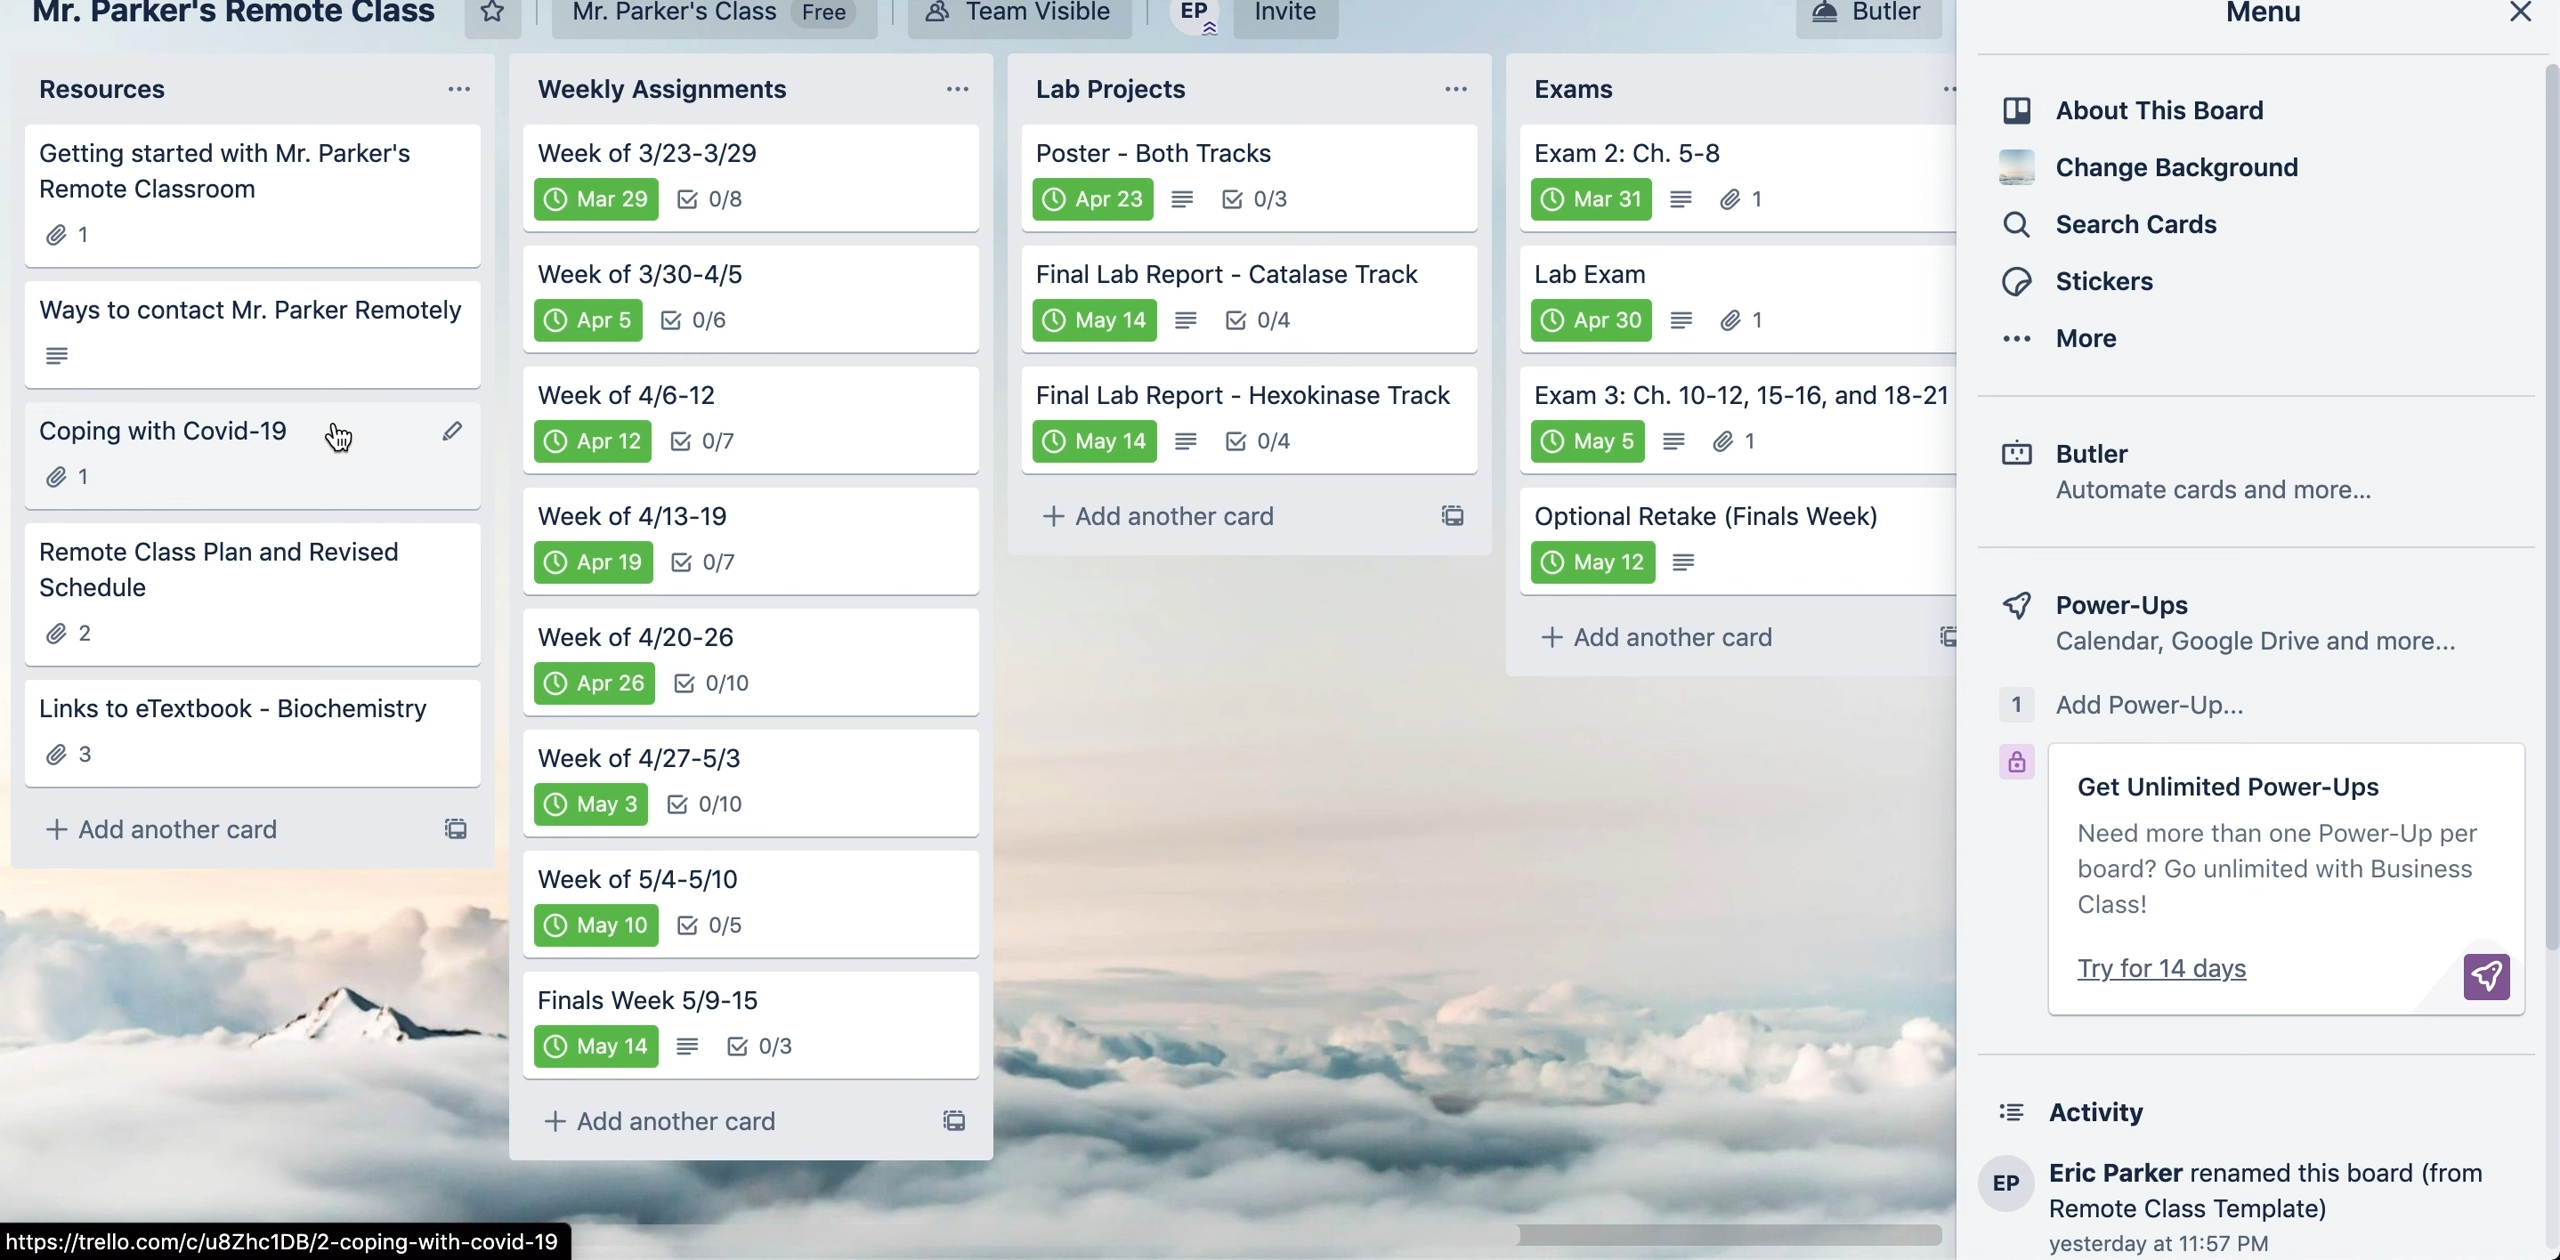 Mr. Parker's Remote Class
Mr. Parker's Class Free
Team Visible
EP
Invite
Butler
Resources
Getting started with Mr. Parker's
Remote Classroom
1
Ways to contact Mr. Parker Remotely
Coping with Covid-19
1
Remote Class Plan and Revised
Schedule
2
Links to eTextbook - Biochemistry
3
+ Add another card
Weekly Assignments
Week of 3/23-3/29
Mar 29 0/8
Week of 3/30-4/5
Apr 5 0/6
Week of 4/6-12
Apr 12 0/7
Week of 4/13-19
Apr 19 0/7
Week of 4/20-26
Apr 26 0/10
Week of 4/27-5/3
May 3 0/10
Week of 5/4-5/10
May 10 0/5
Finals Week 5/9-15
May 14 0/3
+ Add another card
Lab Projects
Poster - Both Tracks
Apr 23 0/3
Final Lab Report - Catalase Track
May 14 0/4
Final Lab Report - Hexokinase Track
May 14 0/4
+ Add another card
Exams
Exam 2: Ch. 5-8
Mar 31 1
Lab Exam
Apr 30 1
Exam 3: Ch. 10-12, 15-16, and 18-21
May 5 1
Optional Retake (Finals Week)
May 12
+ Add another card
Menu
About This Board
Change Background
Search Cards
Stickers
More
Butler
Automate cards and more...
Power-Ups
Calendar, Google Drive and more...
1 Add Power-Up...
Get Unlimited Power-Ups
Need more than one Power-Up per
board? Go unlimited with Business
Class!
Try for 14 days
Activity
EP
Eric Parker renamed this board (from
Remote Class Template)
yesterday at 11:57 PM
https://trello.com/c/u8Zhc1DB/2-coping-with-covid-19